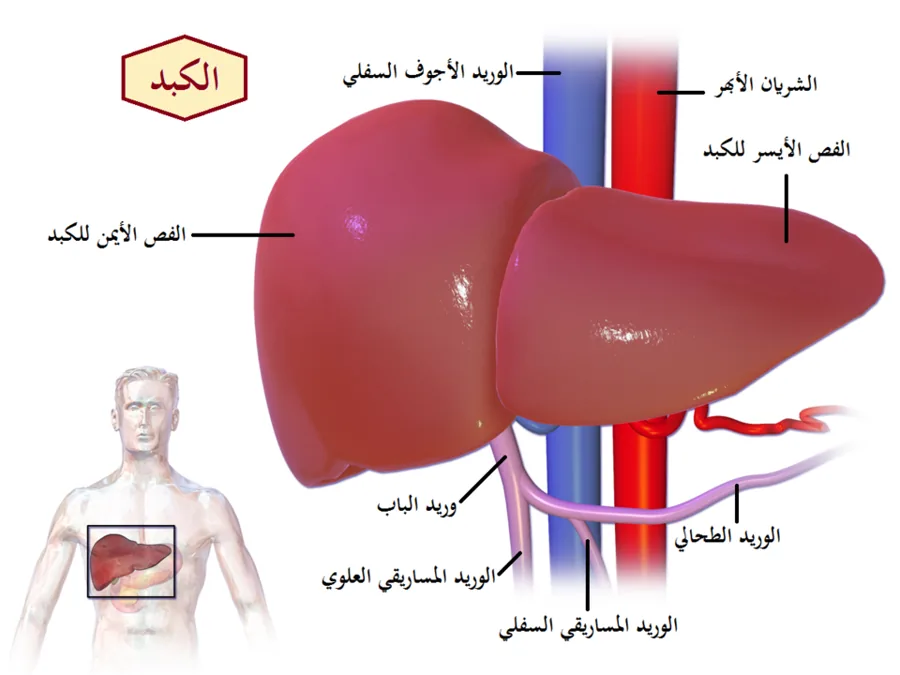 الكبد
الوريد الأجوف السفلي
الشريان الأبهر
الفص الأيسر للكبد
الفص الأيمن للكبد
وريد الباب
الوريد الطحالي
الوريد المساريقي العلوي
الوريد المساريقي السفلي